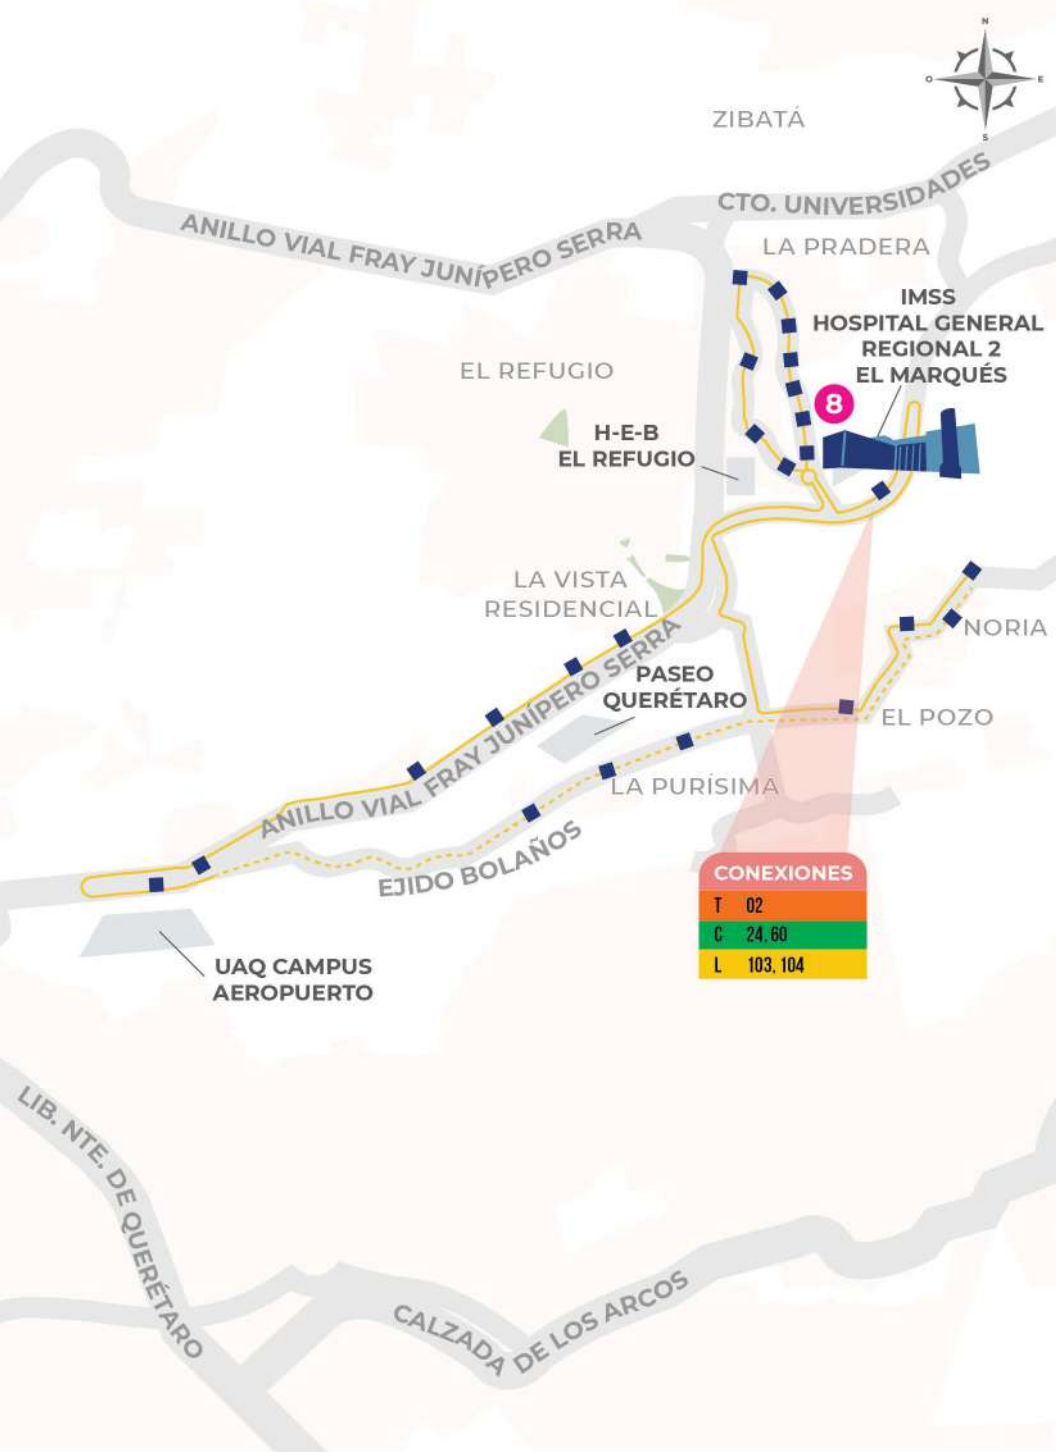 N
O
E
S
ZIBATÁ
CTO. UNIVERSIDADES
ANILLO VIAL FRAY JUNÍPERO SERRA
LA PRADERA
IMSS
HOSPITAL GENERAL
REGIONAL 2
EL MARQUÉS
EL REFUGIO
8
H-E-B
EL REFUGIO
LA VISTA
RESIDENCIAL
NORIA
PASEO
QUERÉTARO
ANILLO VIAL FRAY JUNÍPERO SERRA
EL POZO
LA PURÍSIMA
EJIDO BOLAÑOS
CONEXIONES
T 02
C 24, 60
L 103, 104
UAQ CAMPUS
AEROPUERTO
LIB. NTE. DE QUERÉTARO
CALZADA DE LOS ARCOS